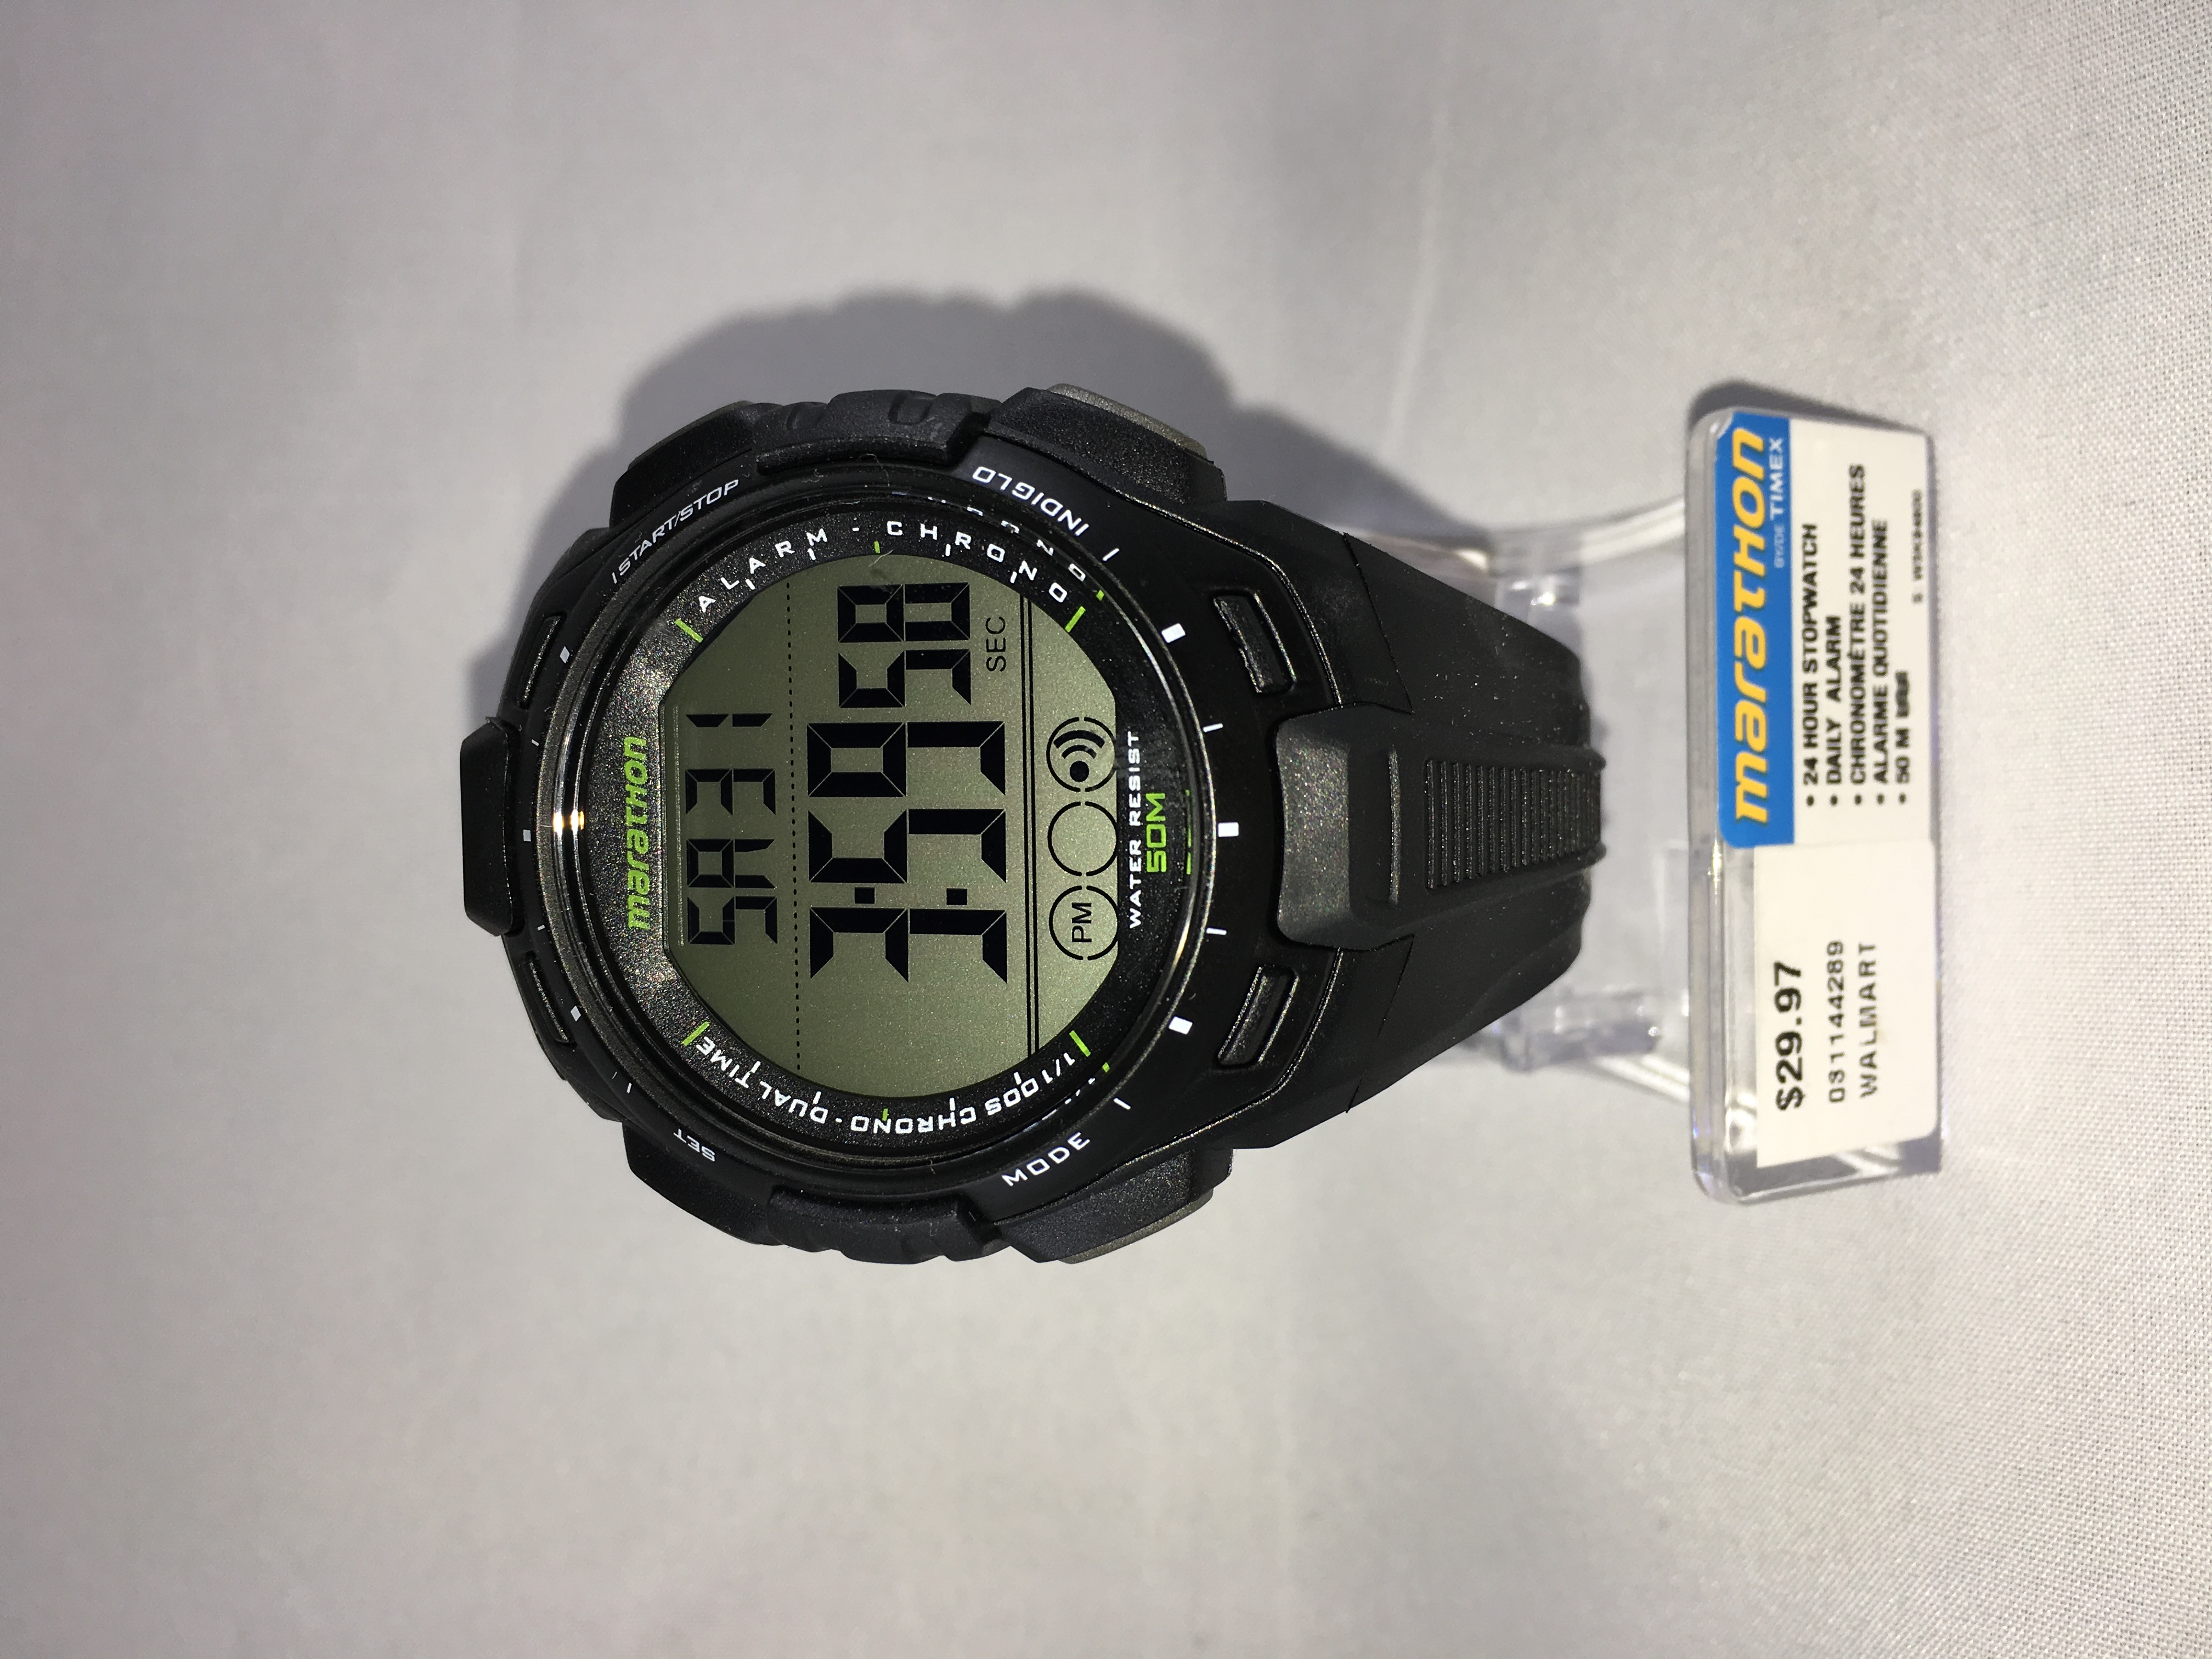 marathon
SA 31
3:59 58
SEC
PM
WATER RESIST
50M
SET
START/STOP
MODE
INDIGLO
1/100S CHRONO · DUAL TIME
ALARM · CHRONO
$29.97
031144289
WALMART
marathon
BY/DE TIMEX
• 24 HOUR STOPWATCH
• DAILY ALARM
• CHRONOMÈTRE 24 HEURES
• ALARME QUOTIDIENNE
• 50 M